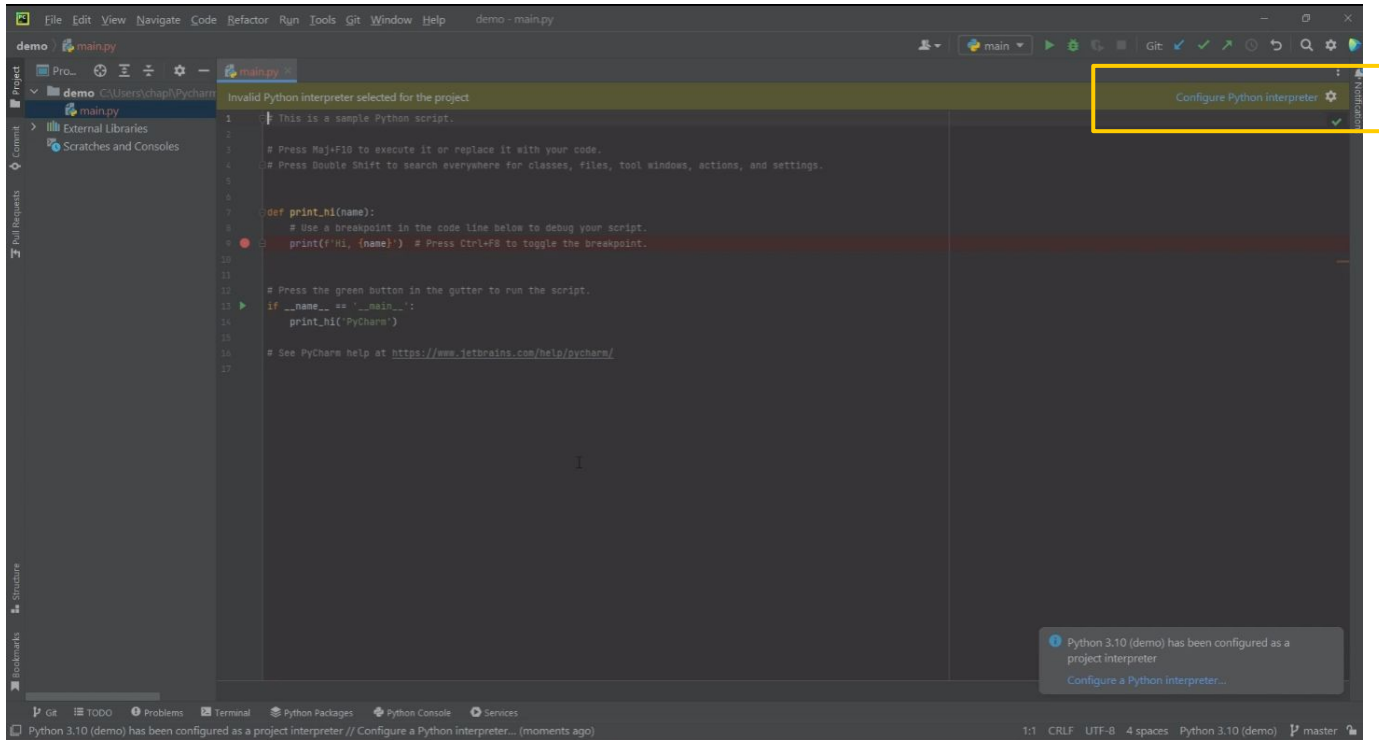 PC File Edit View Navigate Code Refactor Run Tools Git Window Help demo - main.py
demo main.py main Git:
Project Pro... main.py
demo C:\Users\chapl\Pycharm
Invalid Python interpreter selected for the project Configure Python interpreter
Notifications
main.py
External Libraries
Scratches and Consoles
Commit
Pull Requests
1 # This is a sample Python script.
2
3 # Press Maj+F10 to execute it or replace it with your code.
4 # Press Double Shift to search everywhere for classes, files, tool windows, actions, and settings.
5
6
7 def print_hi(name):
8 # Use a breakpoint in the code line below to debug your script.
9 print(f'Hi, {name}') # Press Ctrl+F8 to toggle the breakpoint.
10
11
12 # Press the green button in the gutter to run the script.
13 if __name__ == '__main__':
14 print_hi('PyCharm')
15
16 # See PyCharm help at https://www.jetbrains.com/help/pycharm/
17
Structure
Bookmarks
Python 3.10 (demo) has been configured as a
project interpreter
Configure a Python interpreter...
Git TODO Problems Terminal Python Packages Python Console Services
Python 3.10 (demo) has been configured as a project interpreter // Configure a Python interpreter... (moments ago) 1:1 CRLF UTF-8 4 spaces Python 3.10 (demo) master